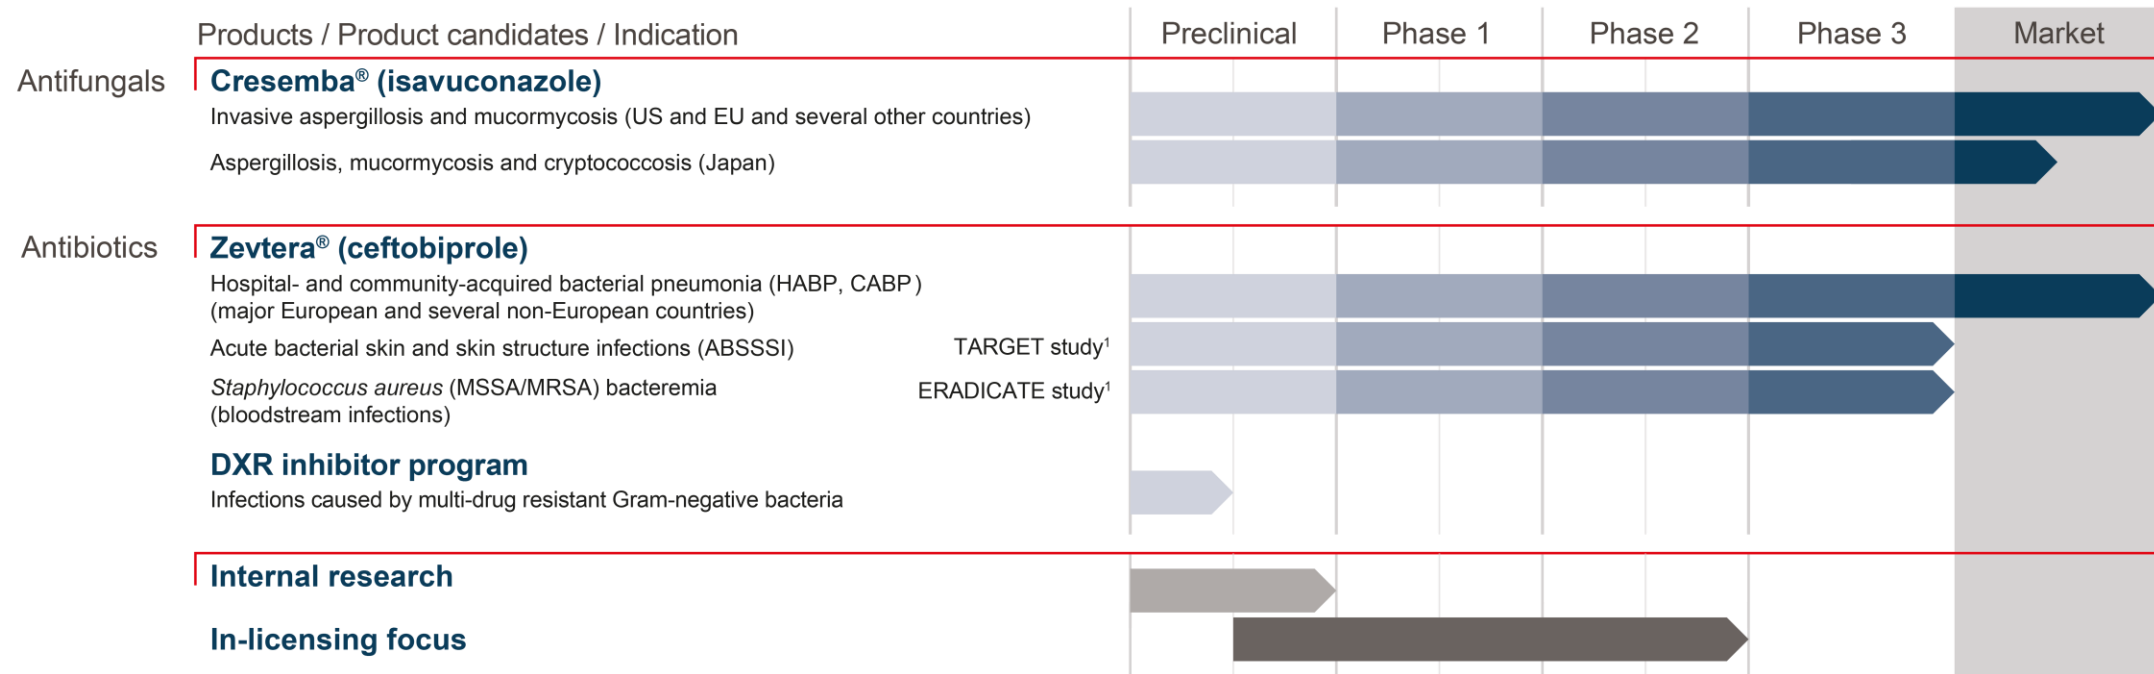 Products / Product candidates / Indication
Preclinical
Phase 1
Phase 2
Phase 3
Market
Antifungals
Cresemba® (isavuconazole)
Invasive aspergillosis and mucormycosis (US and EU and several other countries)
Aspergillosis, mucormycosis and cryptococcosis (Japan)
Antibiotics
Zevtera® (ceftobiprole)
Hospital- and community-acquired bacterial pneumonia (HABP, CABP)
(major European and several non-European countries)
Acute bacterial skin and skin structure infections (ABSSSI)
TARGET study¹
Staphylococcus aureus (MSSA/MRSA) bacteremia
(bloodstream infections)
ERADICATE study¹
DXR inhibitor program
Infections caused by multi-drug resistant Gram-negative bacteria
Internal research
In-licensing focus